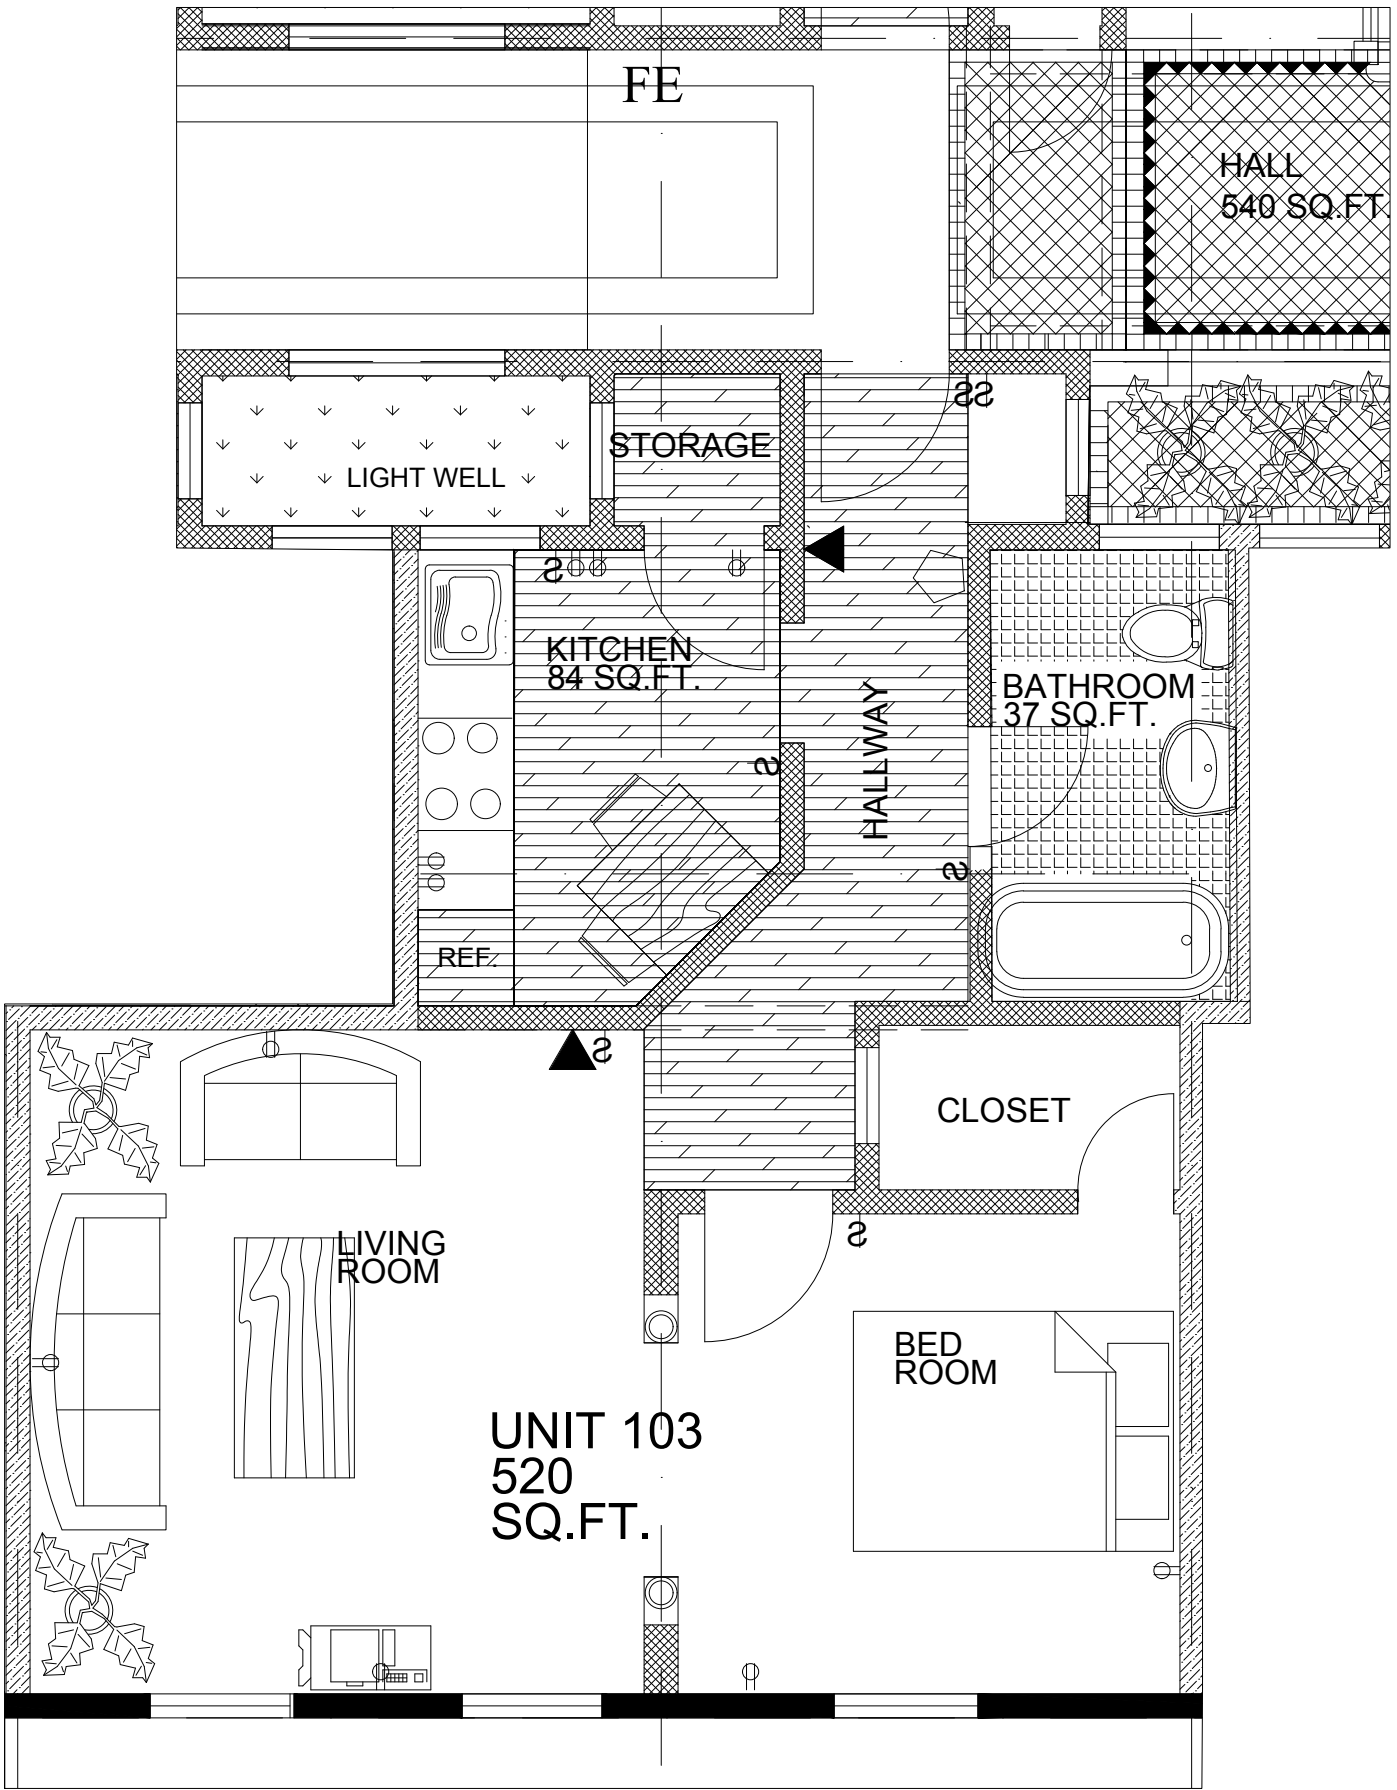 FE
HALL
540 SQ.FT.
SS
STORAGE
LIGHT WELL
S
KITCHEN
84 SQ.FT.
BATHROOM
37 SQ.FT.
HALLWAY
S
S
REF.
S
CLOSET
S
LIVING
ROOM
BED
ROOM
UNIT 103
520
SQ.FT.